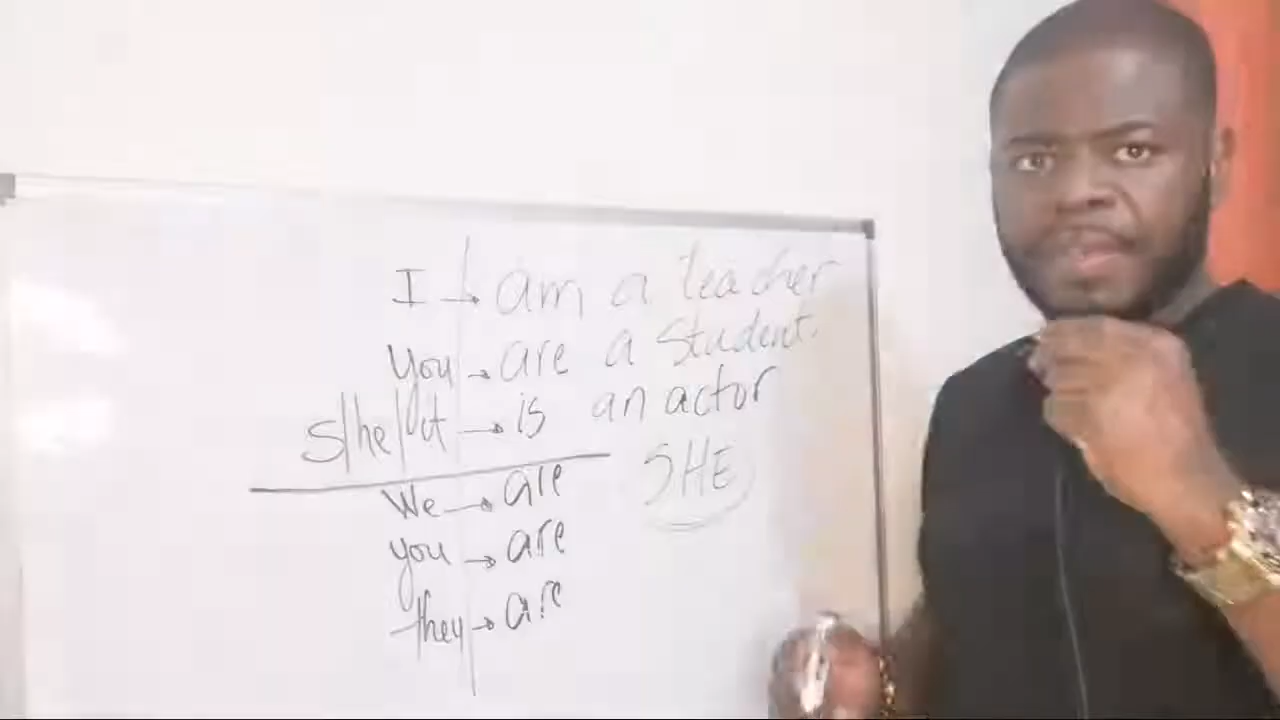 I → am a teacher
you → are a student.
S/he/it → is an actor
SHE
We → are
you → are
they → are